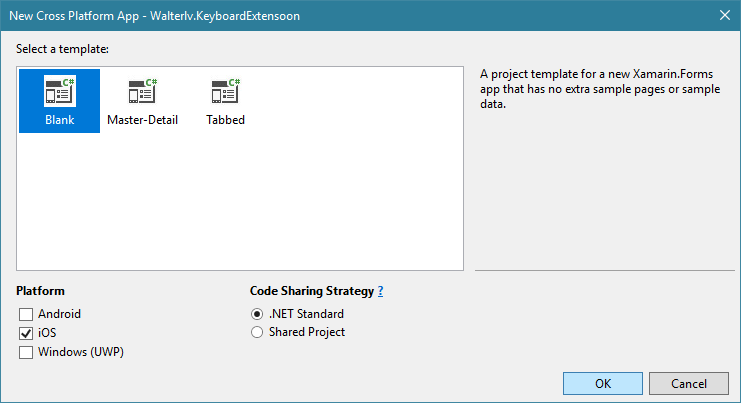 New Cross Platform App - Walterlv.KeyboardExtensoon
Select a template:
C#
C#
C#
Blank
Master-Detail
Tabbed
A project template for a new Xamarin.Forms
app that has no extra sample pages or sample
data.
Platform
Android
iOS
Windows (UWP)
Code Sharing Strategy ?
.NET Standard
Shared Project
OK
Cancel